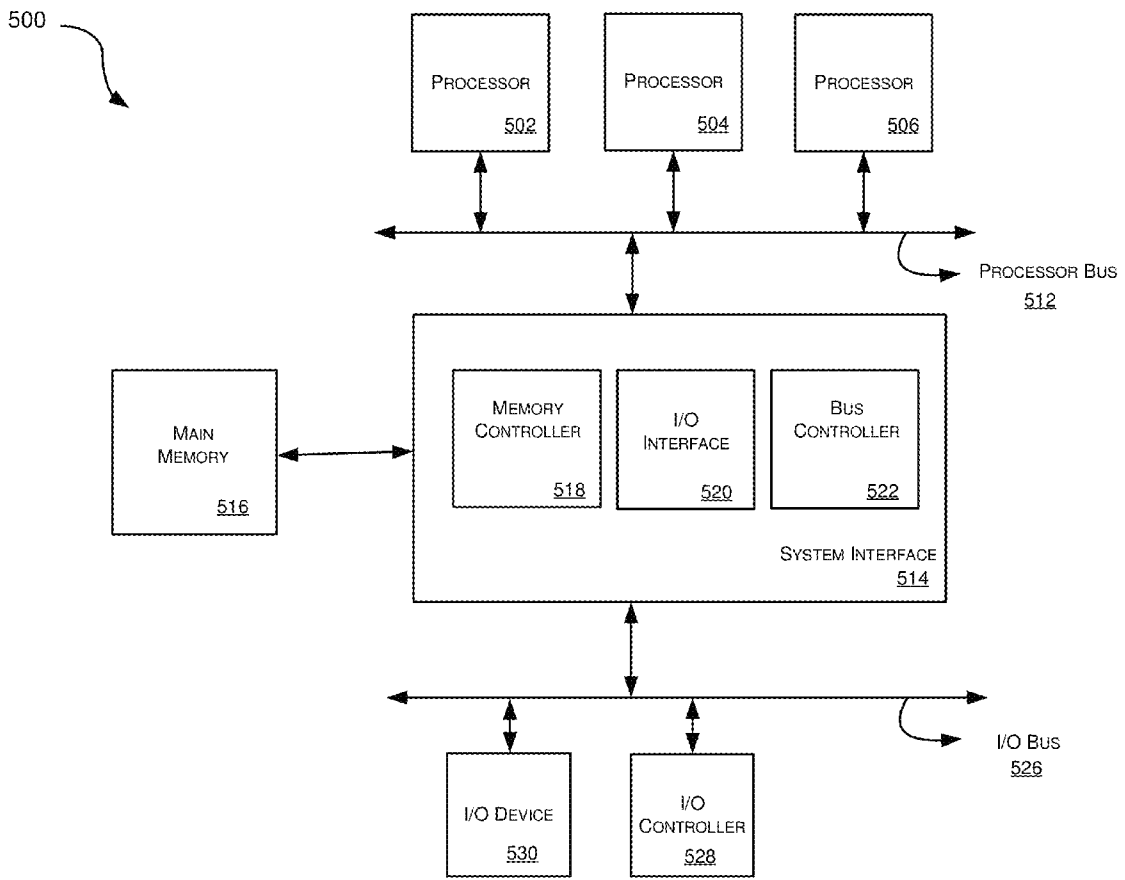 500
PROCESSOR
502
PROCESSOR
504
PROCESSOR
506
PROCESSOR BUS
512
MAIN
MEMORY
516
MEMORY
CONTROLLER
518
I/O
INTERFACE
520
BUS
CONTROLLER
522
SYSTEM INTERFACE
514
I/O BUS
526
I/O DEVICE
530
I/O
CONTROLLER
528